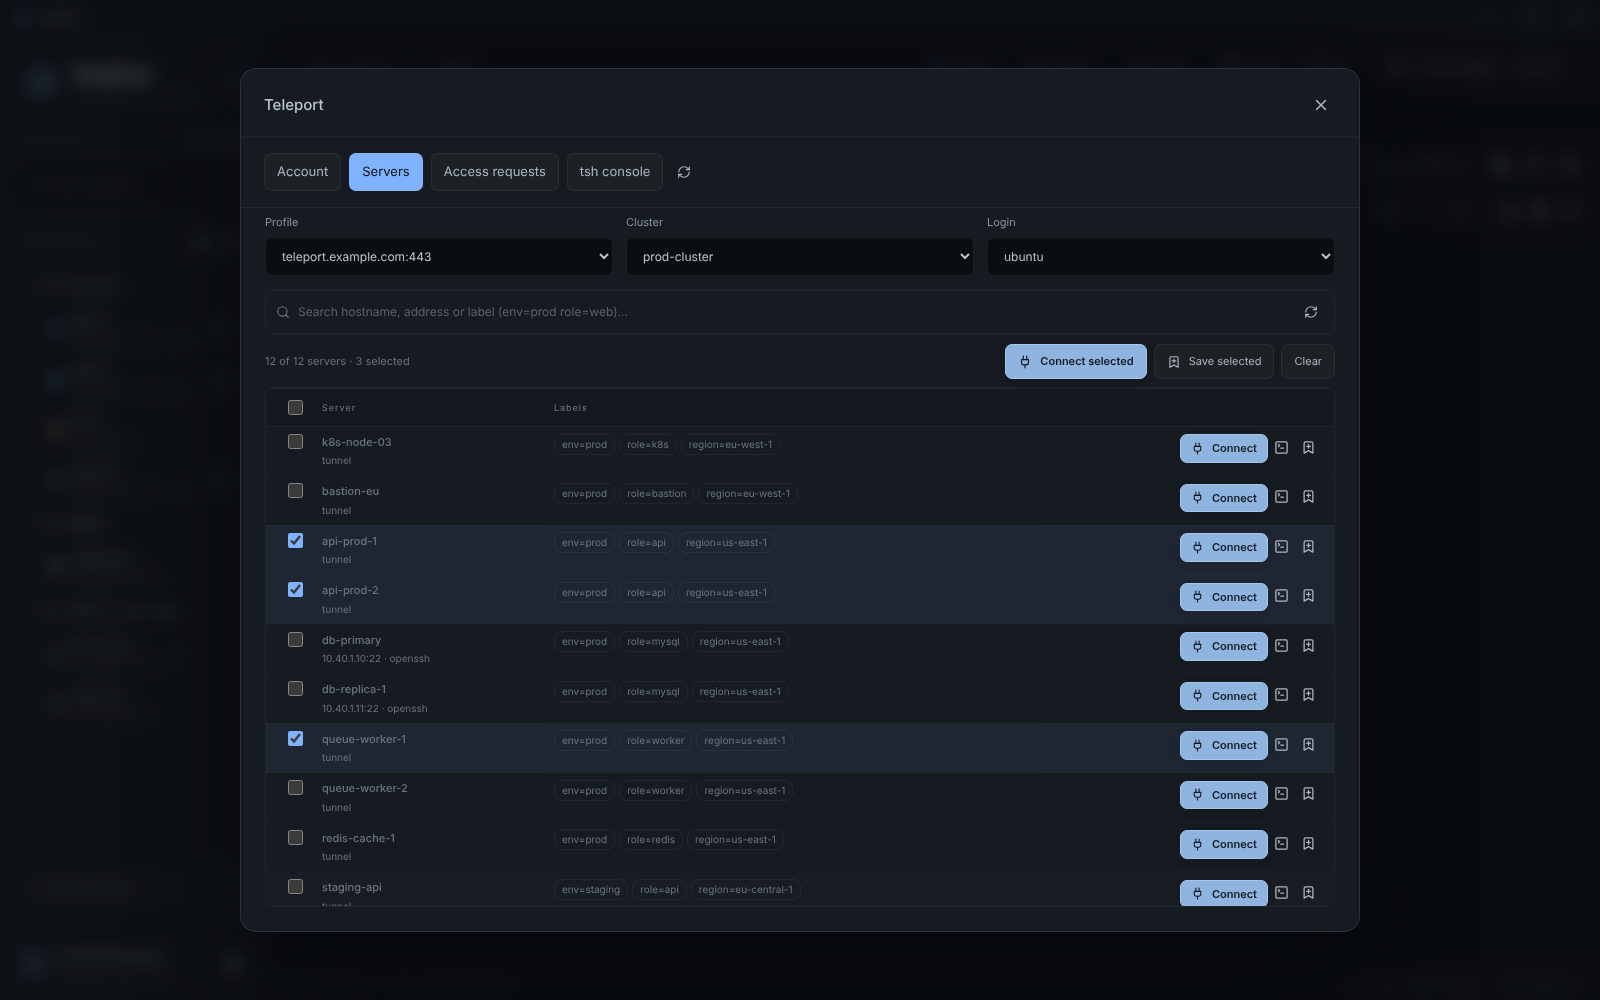 Teleport
Account Servers Access requests tsh console
Profile Cluster Login
teleport.example.com:443 prod-cluster ubuntu
Search hostname, address or label (env=prod role=web)...
12 of 12 servers · 3 selected Connect selected Save selected Clear
Server Labels
k8s-node-03 env=prod role=k8s region=eu-west-1 Connect
tunnel
bastion-eu env=prod role=bastion region=eu-west-1 Connect
tunnel
api-prod-1 env=prod role=api region=us-east-1 Connect
tunnel
api-prod-2 env=prod role=api region=us-east-1 Connect
tunnel
db-primary env=prod role=mysql region=us-east-1 Connect
10.40.1.10:22 · openssh
db-replica-1 env=prod role=mysql region=us-east-1 Connect
10.40.1.11:22 · openssh
queue-worker-1 env=prod role=worker region=us-east-1 Connect
tunnel
queue-worker-2 env=prod role=worker region=us-east-1 Connect
tunnel
redis-cache-1 env=prod role=redis region=us-east-1 Connect
tunnel
staging-api env=staging role=api region=eu-central-1 Connect
tunnel